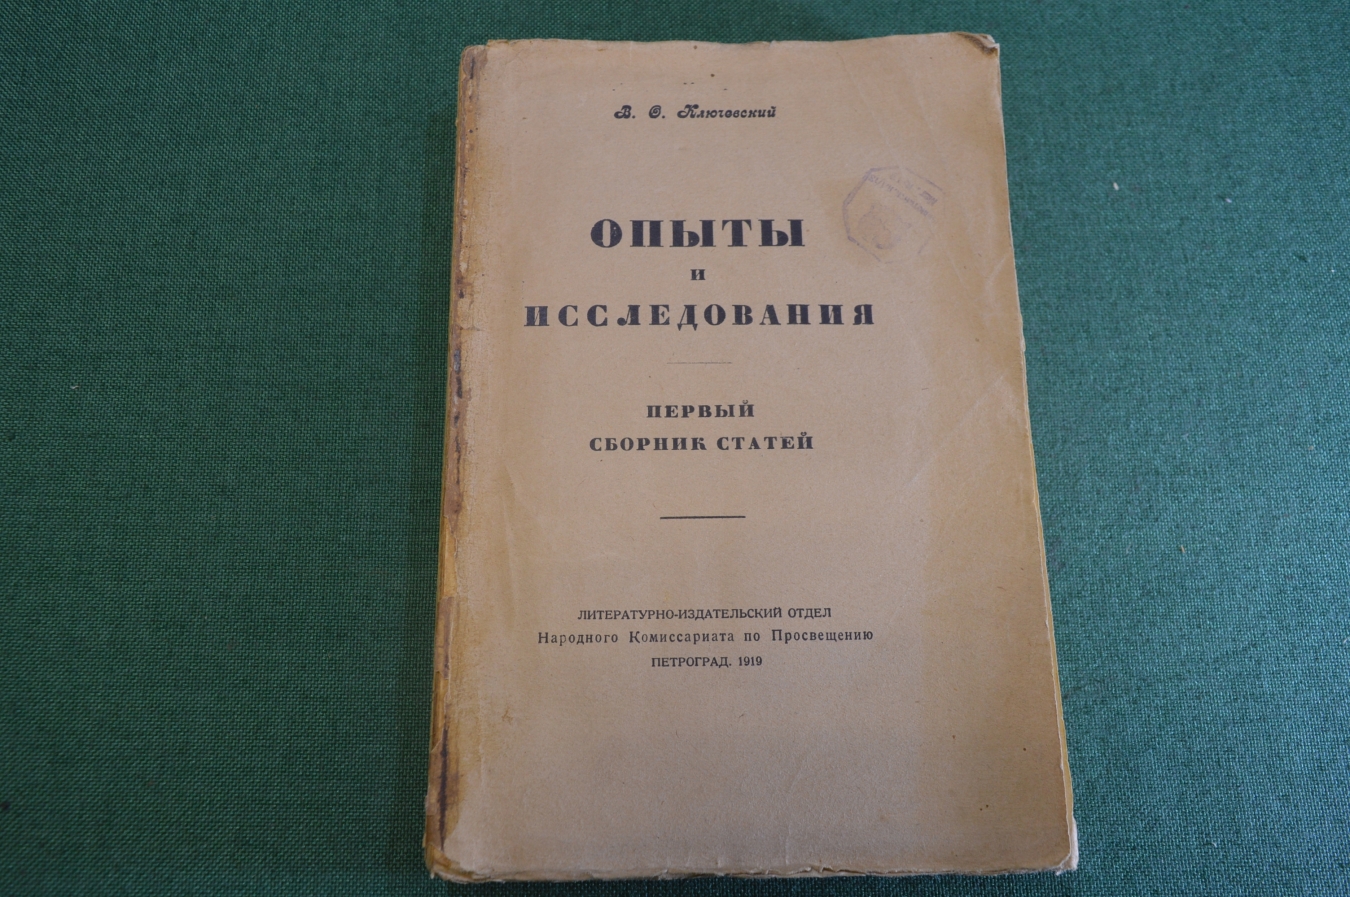 В. О. Ключевский
ОПЫТЫ
И
ИССЛЕДОВАНИЯ
ПЕРВЫЙ
СБОРНИК СТАТЕЙ
ЛИТЕРАТУРНО-ИЗДАТЕЛЬСКИЙ ОТДЕЛ
Народного Комиссариата по Просвещению
ПЕТРОГРАД. 1919